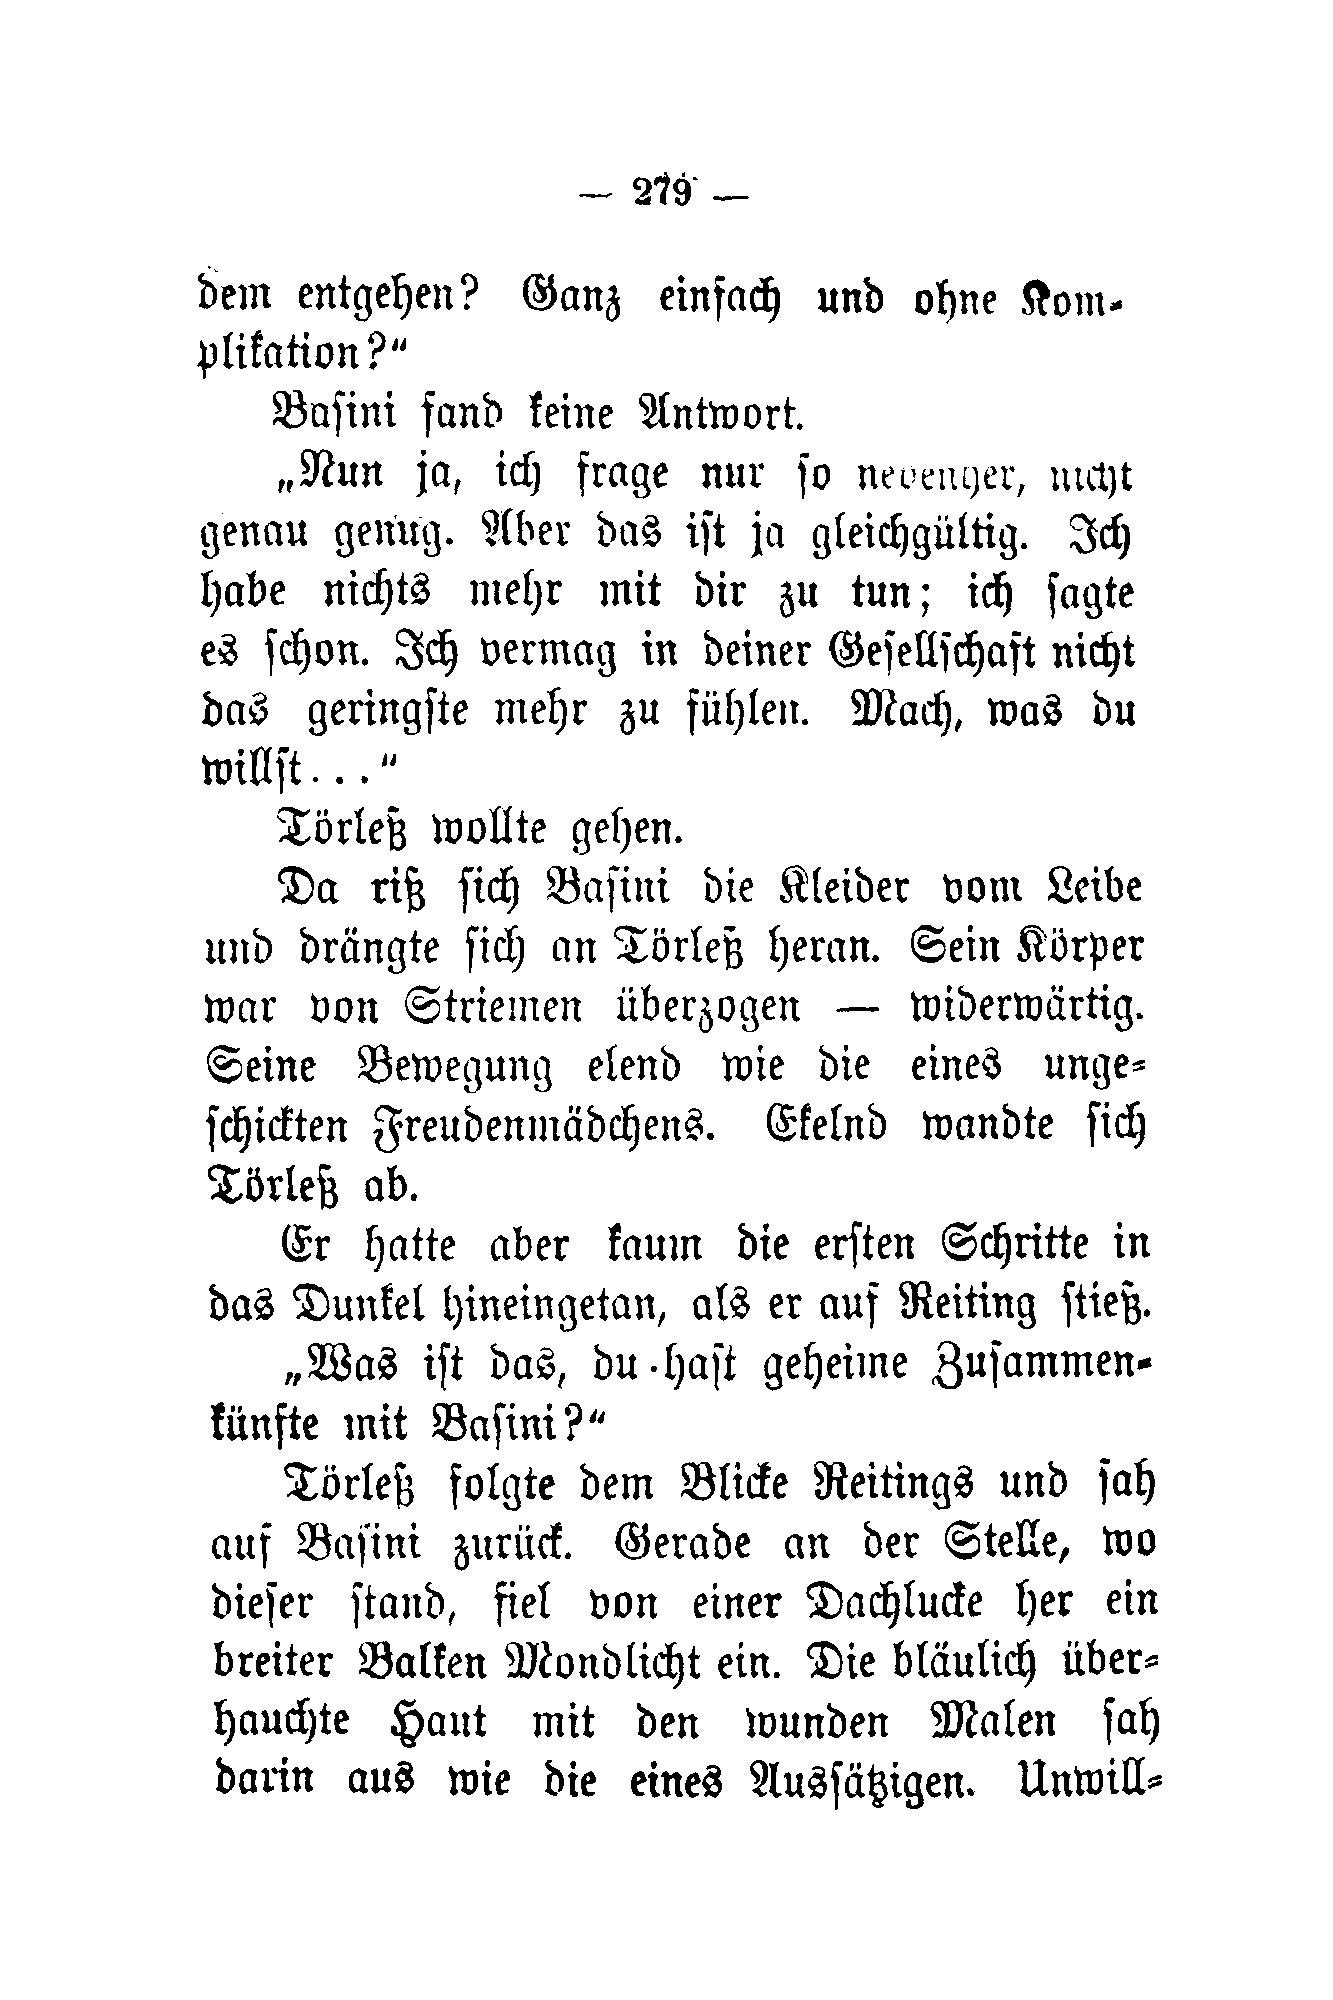 — 279 —
dem entgehen? Ganz einfach und ohne Kom-
plikation?“
Basini fand keine Antwort.
„Nun ja, ich frage nur so nebenher, nicht
genau genug. Aber das ist ja gleichgültig. Ich
habe nichts mehr mit dir zu tun; ich sagte
es schon. Ich vermag in deiner Gesellschaft nicht
das geringste mehr zu fühlen. Mach, was du
willst...“
Törleß wollte gehen.
Da riß sich Basini die Kleider vom Leibe
und drängte sich an Törleß heran. Sein Körper
war von Striemen überzogen — widerwärtig.
Seine Bewegung elend wie die eines unge-
schickten Freudenmädchens. Ekelnd wandte sich
Törleß ab.
Er hatte aber kaum die ersten Schritte in
das Dunkel hineingetan, als er auf Reiting stieß.
„Was ist das, du hast geheime Zusammen-
künfte mit Basini?“
Törleß folgte dem Blicke Reitings und sah
auf Basini zurück. Gerade an der Stelle, wo
dieser stand, fiel von einer Dachlucke her ein
breiter Balken Mondlicht ein. Die bläulich über-
hauchte Haut mit den wunden Malen sah
darin aus wie die eines Aussätzigen. Unwill-